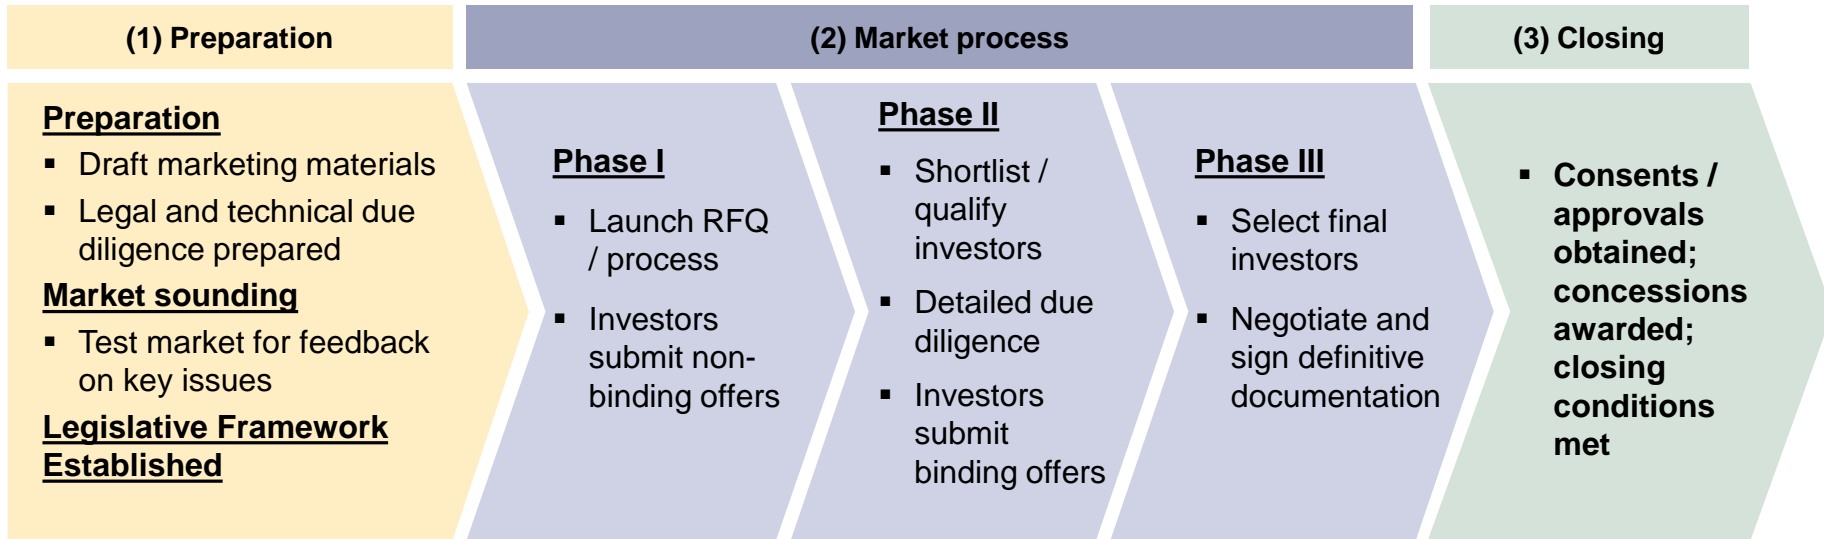 (1) Preparation
(2) Market process
(3) Closing
Preparation
▪ Draft marketing materials
▪ Legal and technical due
diligence prepared
Market sounding
▪ Test market for feedback
on key issues
Legislative Framework
Established
Phase I
▪ Launch RFQ
/ process
▪ Investors
submit non-
binding offers
Phase II
▪ Shortlist /
qualify
investors
▪ Detailed due
diligence
▪ Investors
submit
binding offers
Phase III
▪ Select final
investors
▪ Negotiate and
sign definitive
documentation
▪ Consents /
approvals
obtained;
concessions
awarded;
closing
conditions
met